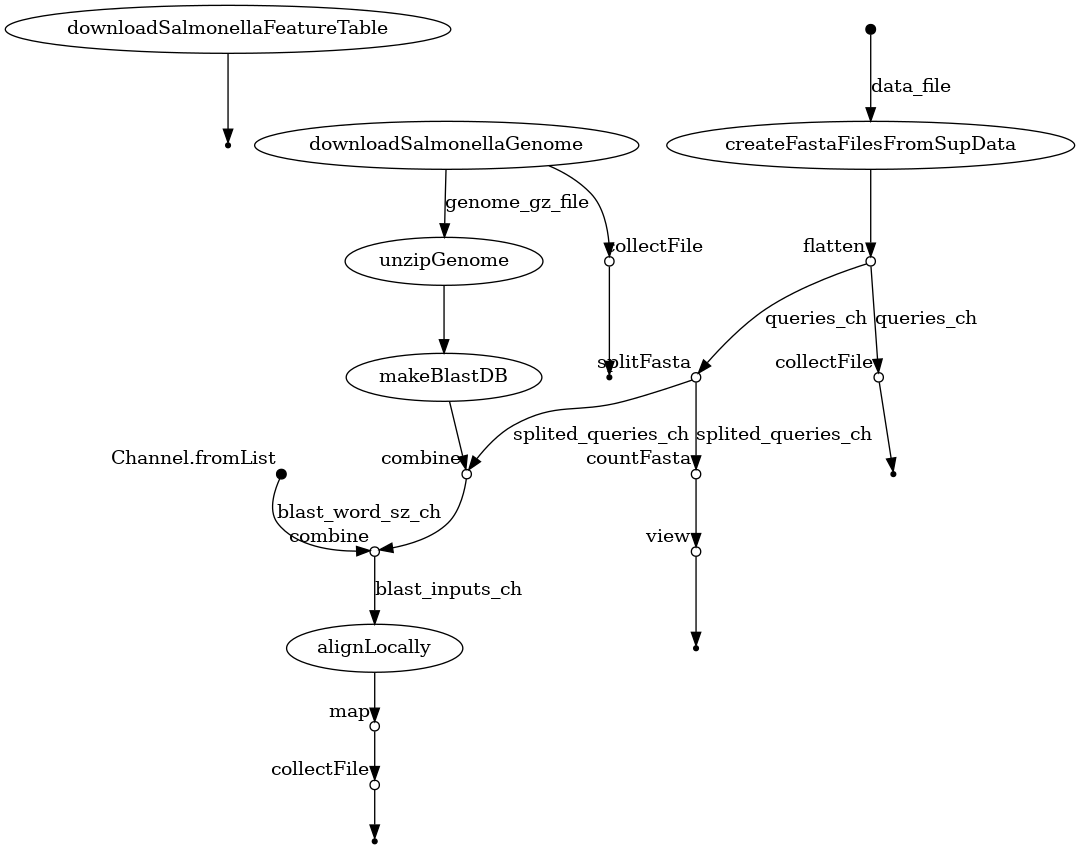 downloadSalmonellaFeatureTable
data_file
downloadSalmonellaGenome
createFastaFilesFromSupData
genome_gz_file
collectFile
flatten
unzipGenome
queries_ch
queries_ch
splitFasta
collectFile
makeBlastDB
splited_queries_ch
splited_queries_ch
Channel.fromList
combine
countFasta
blast_word_sz_ch
combine
view
blast_inputs_ch
alignLocally
map
collectFile